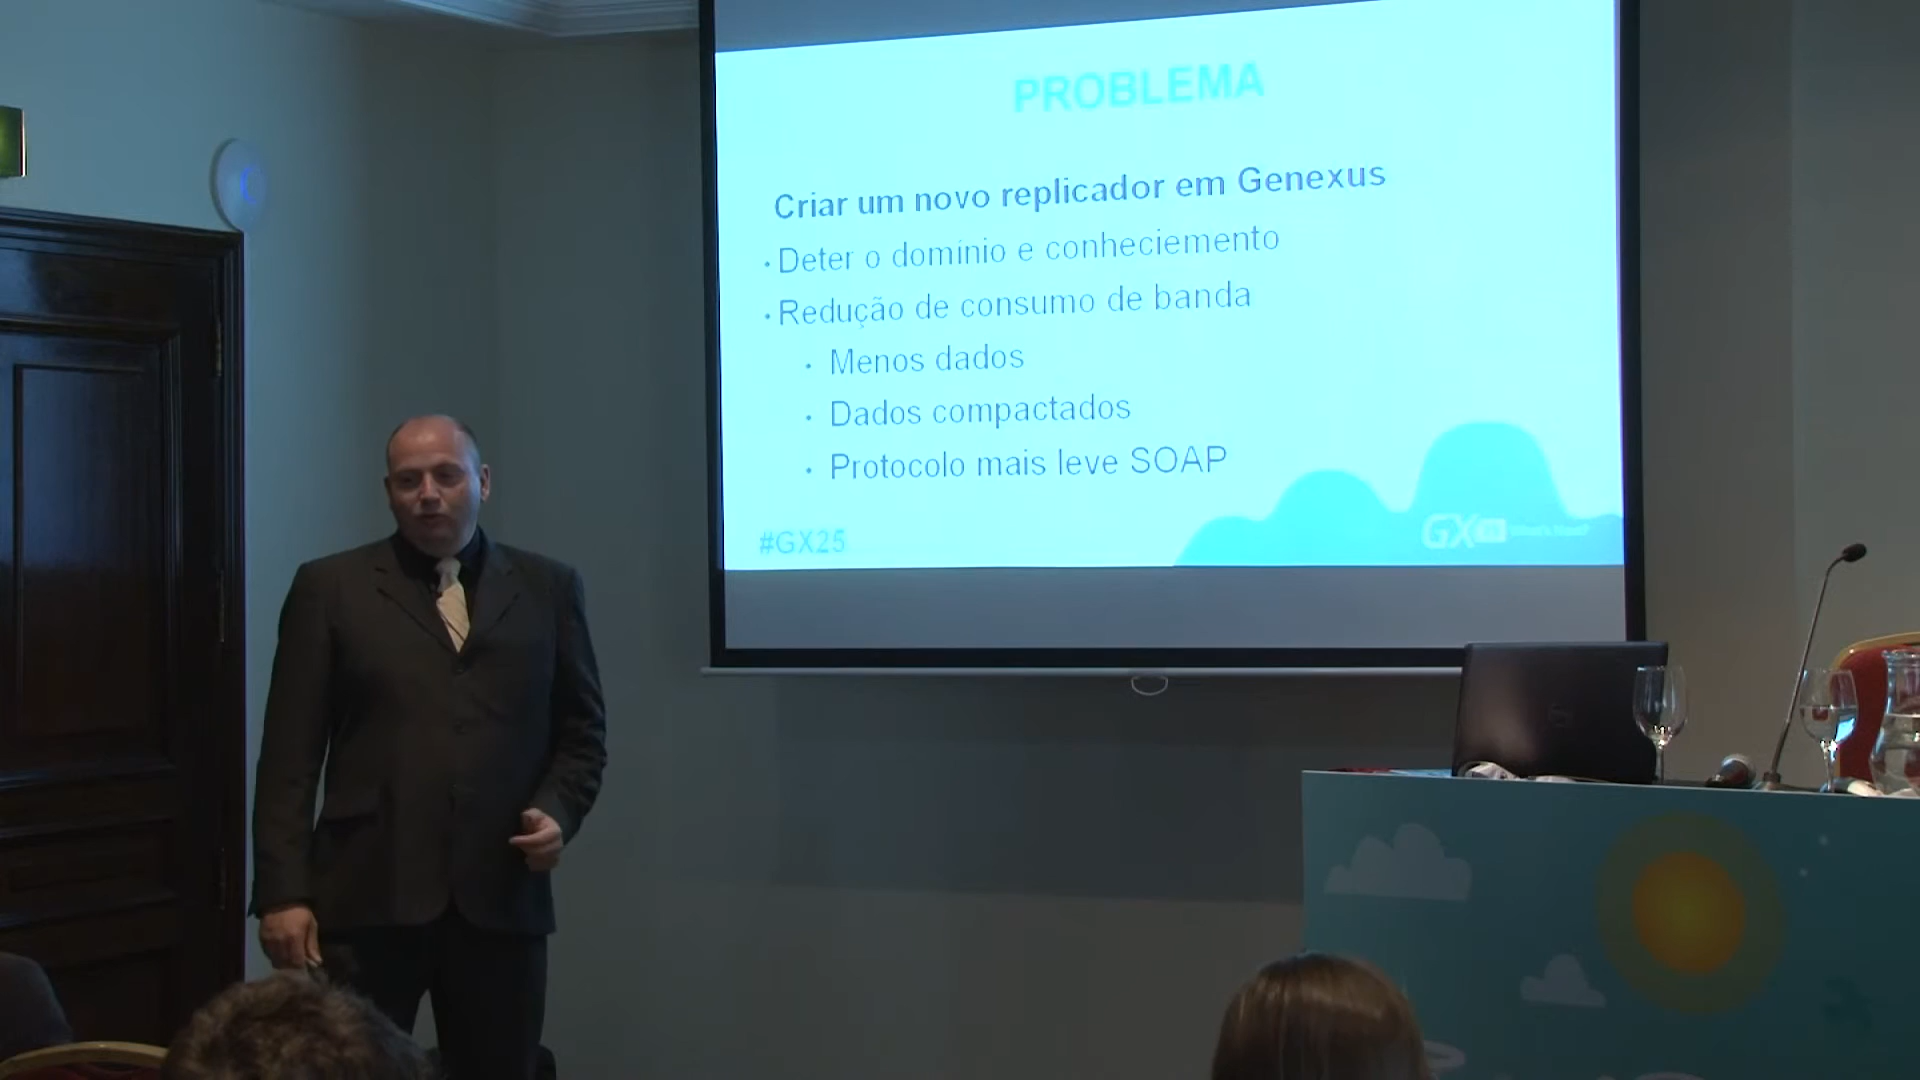 PROBLEMA
Criar um novo replicador em Genexus
• Deter o domínio e conheciemento
• Redução de consumo de banda
• Menos dados
• Dados compactados
• Protocolo mais leve SOAP
#GX25
GX